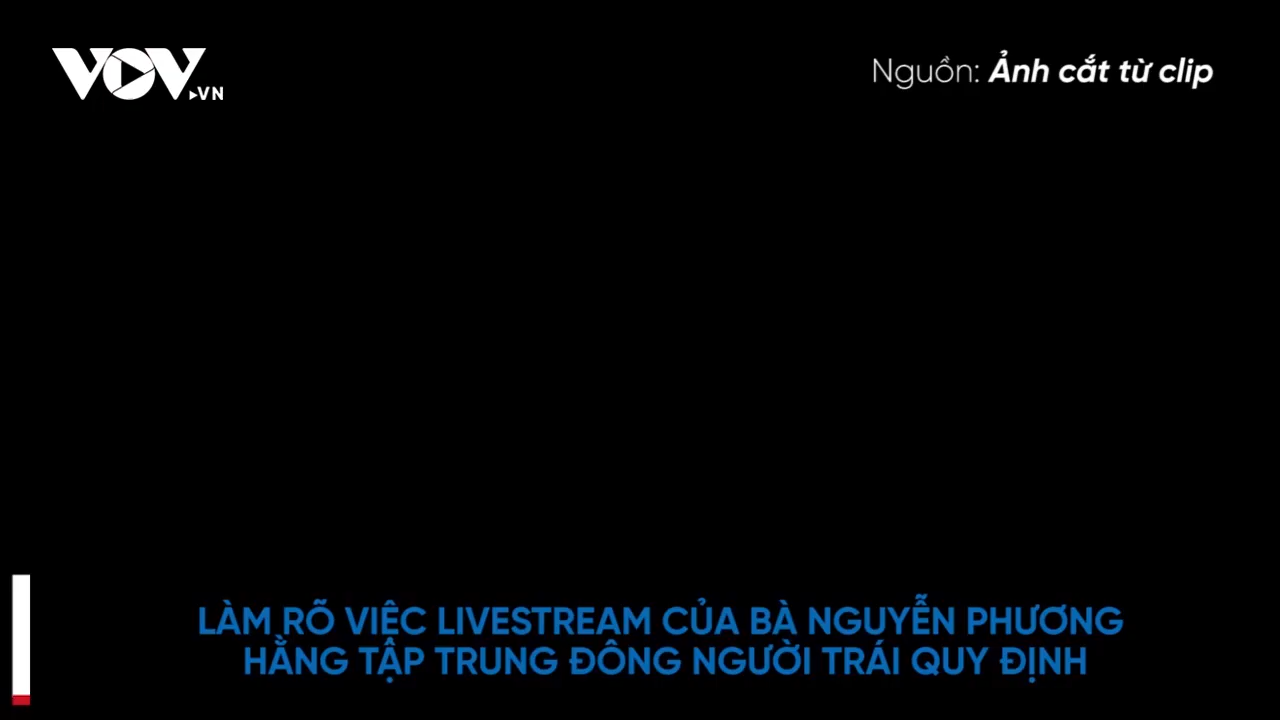 VOV.VN
Nguồn: Ảnh cắt từ clip
LÀM RÕ VIỆC LIVESTREAM CỦA BÀ NGUYỄN PHƯƠNG
HẰNG TẬP TRUNG ĐÔNG NGƯỜI TRÁI QUY ĐỊNH